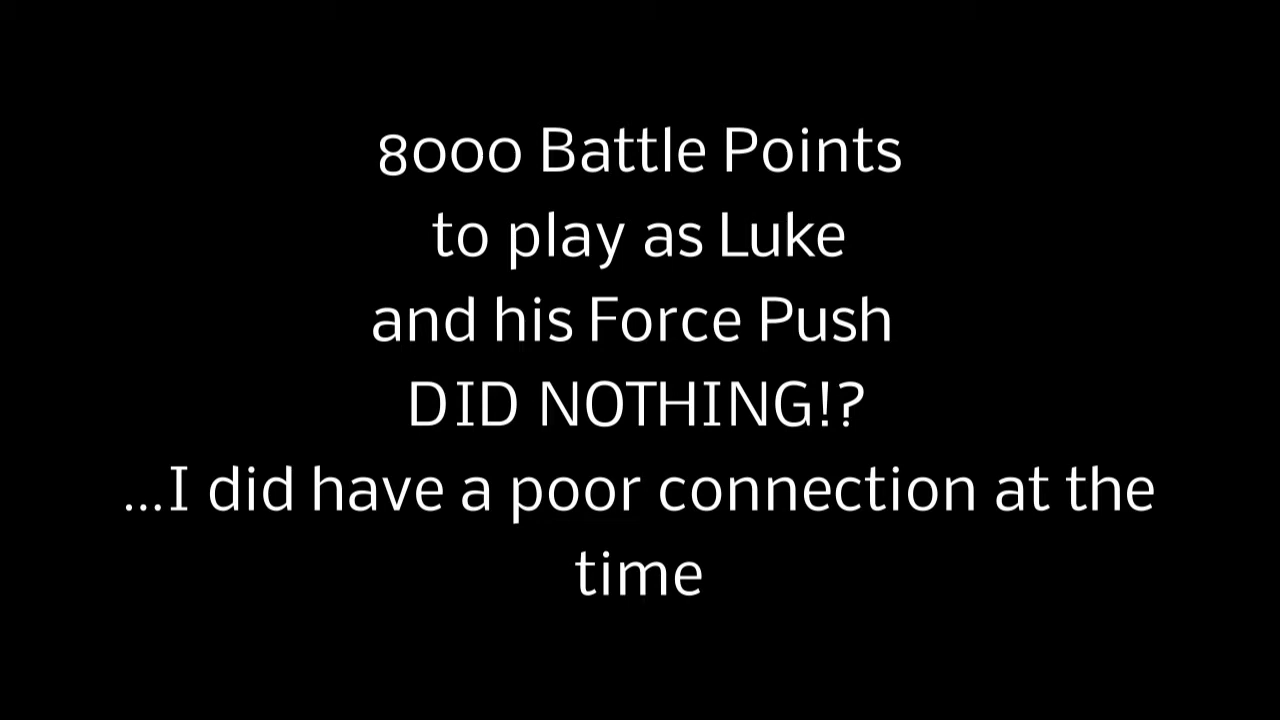 8000 Battle Points
to play as Luke
and his Force Push
DID NOTHING!?
...I did have a poor connection at the
time